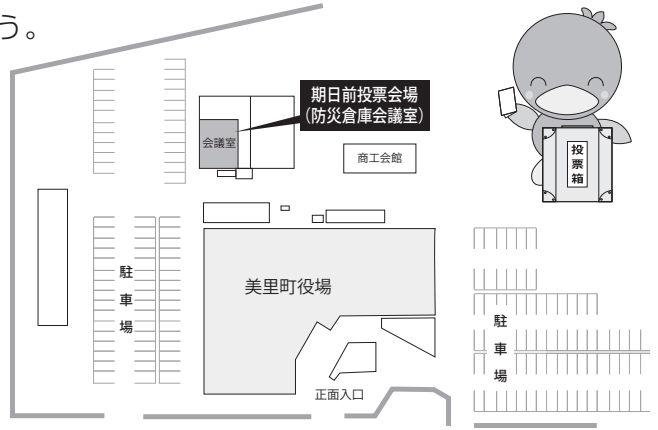 う。
期日前投票会場
（防災倉庫会議室）
会議室
商工会館
投票箱
美里町役場
駐車場
駐車場
正面入口